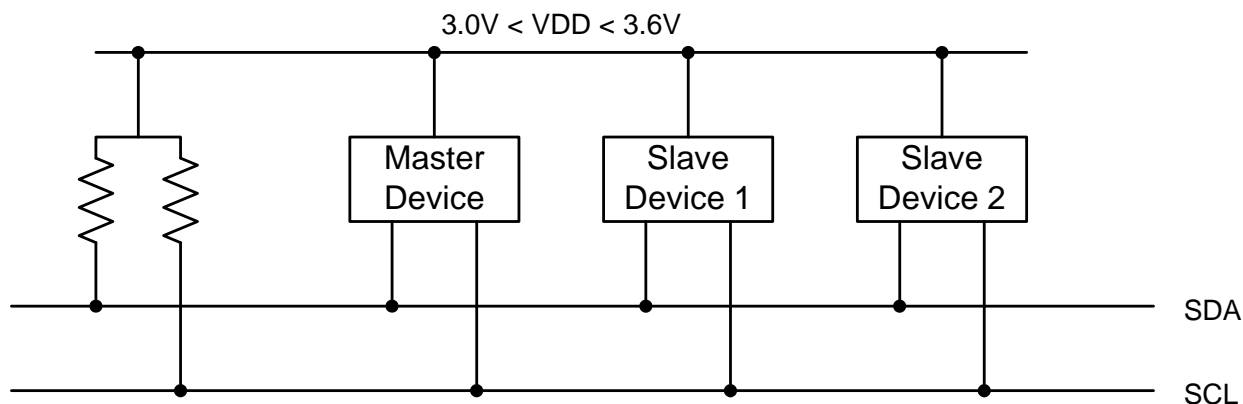 3.0V < VDD < 3.6V
Master
Device
Slave
Device 1
Slave
Device 2
SDA
SCL